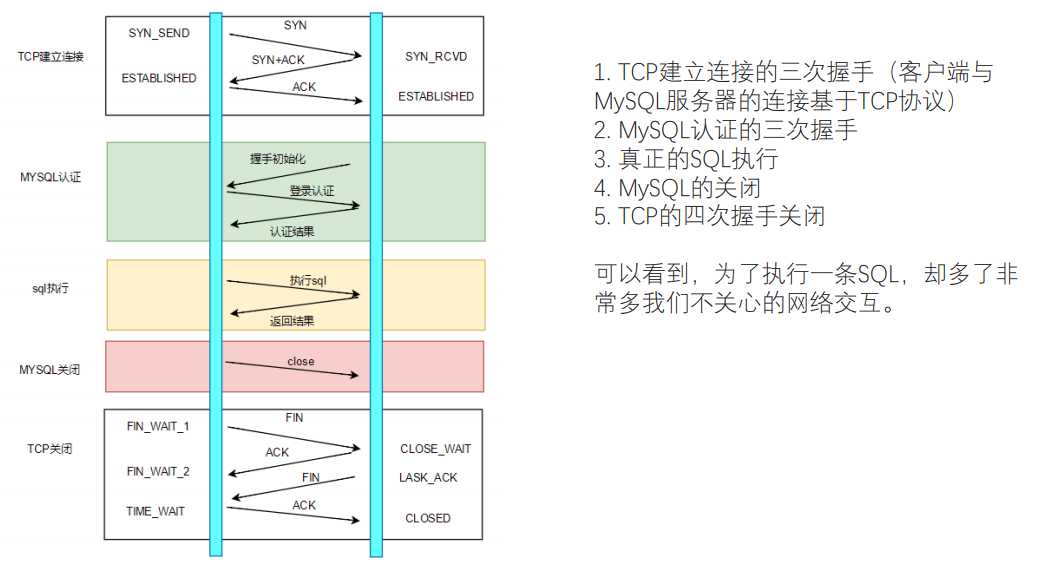 TCP建立连接
SYN_SEND
SYN
SYN+ACK
SYN_RCVD
ESTABLISHED
ACK
ESTABLISHED
MYSQL认证
握手初始化
登录认证
认证结果
sql执行
执行sql
返回结果
MYSQL关闭
close
TCP关闭
FIN_WAIT_1
FIN
ACK
CLOSE_WAIT
FIN_WAIT_2
FIN
LASK_ACK
TIME_WAIT
ACK
CLOSED
1. TCP建立连接的三次握手（客户端与
MySQL服务器的连接基于TCP协议）
2. MySQL认证的三次握手
3. 真正的SQL执行
4. MySQL的关闭
5. TCP的四次握手关闭
可以看到，为了执行一条SQL，却多了非
常多我们不关心的网络交互。